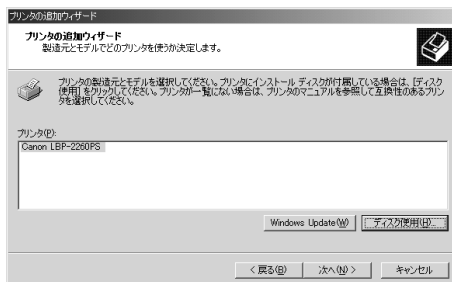 プリンタの追加ウィザード
プリンタの追加ウィザード
製造元とモデルでどのプリンタを使うか決定します。
プリンタの製造元とモデルを選択してください。プリンタにインストール ディスクが付属している場合は、[ディスク
使用] をクリックしてください。プリンタが一覧にない場合は、プリンタのマニュアルを参照して互換性のあるプリン
タを選択してください。
プリンタ(P):
Canon LBP-2260PS
Windows Update(W)
ディスク使用(H)...
< 戻る(B)
次へ(N) >
キャンセル